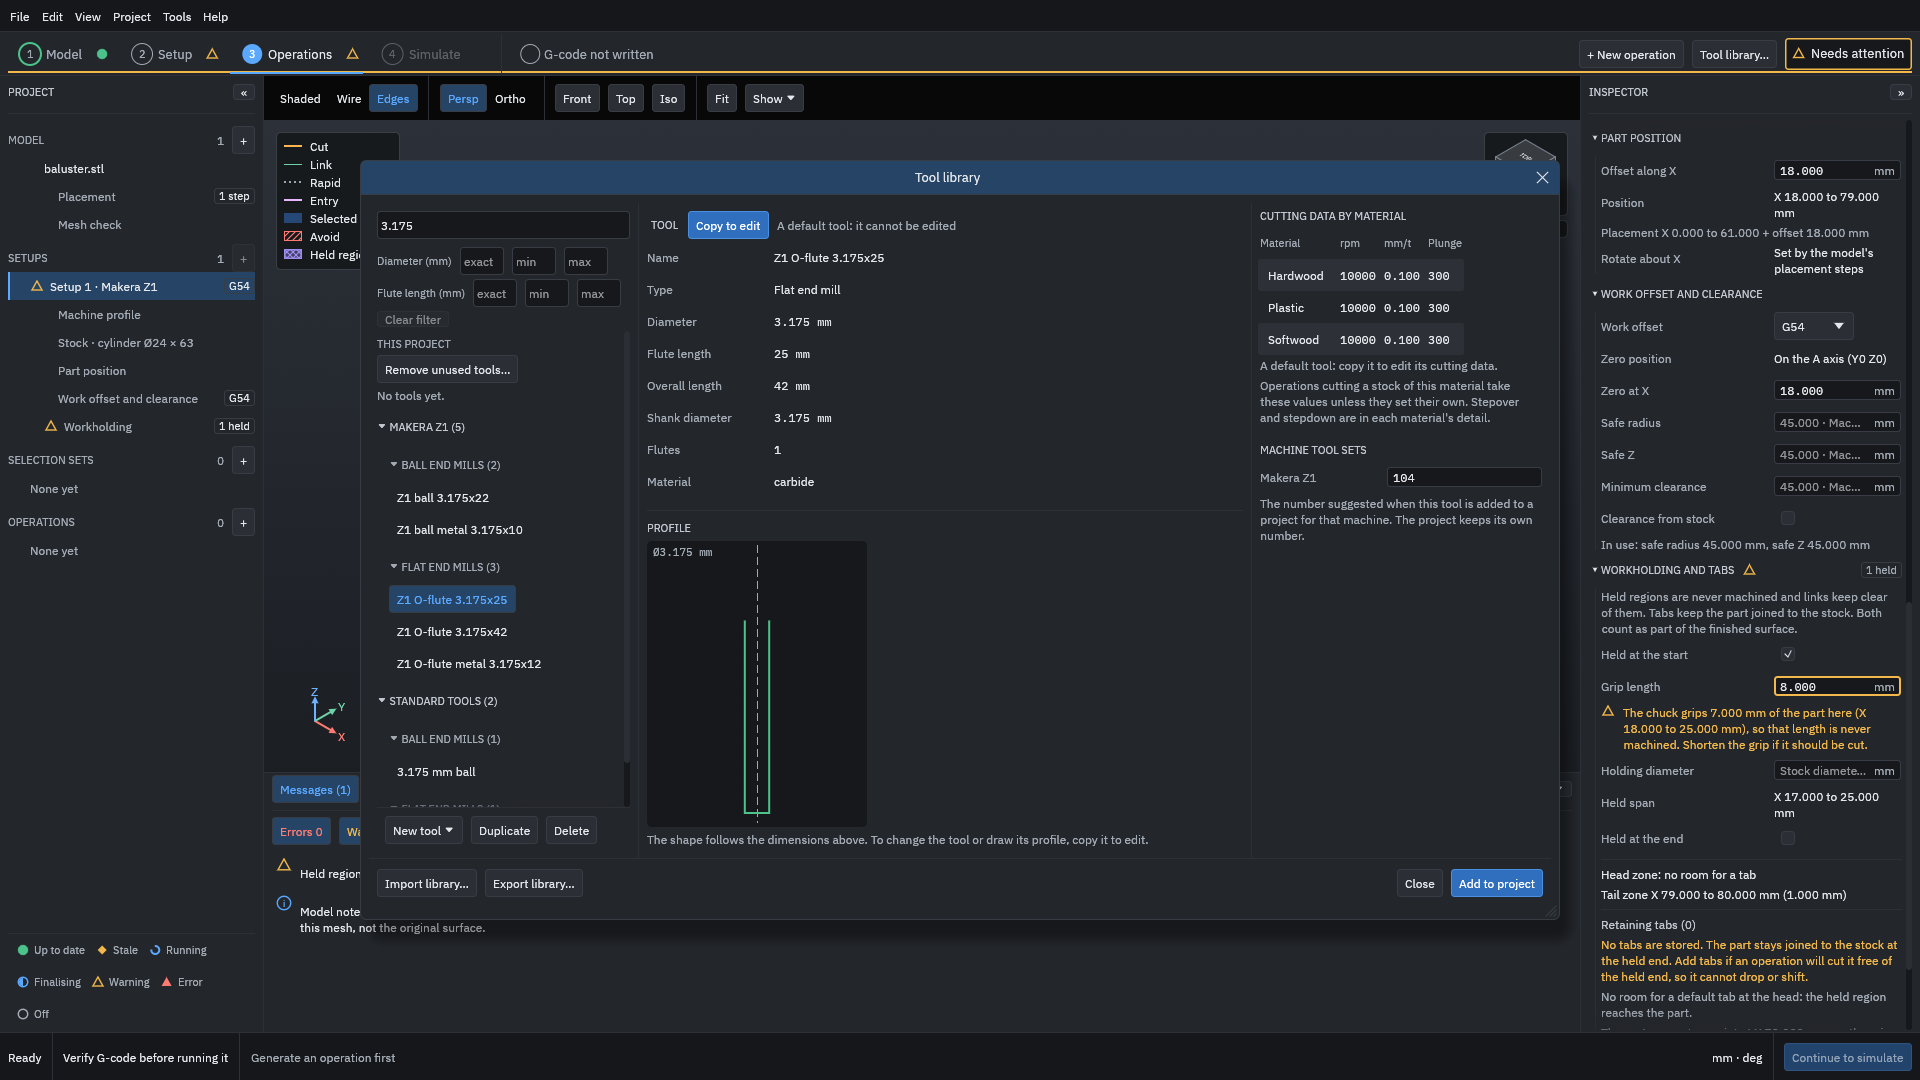 File Edit View Project Tools Help
1 Model 2 Setup 3 Operations 4 Simulate G-code not written + New operation Tool library... Needs attention
PROJECT «
MODEL 1 +
baluster.stl
Placement 1 step
Mesh check
SETUPS 1 +
Setup 1 · Makera Z1 G54
Machine profile
Stock · cylinder Ø24 × 63
Part position
Work offset and clearance G54
Workholding 1 held
SELECTION SETS 0 +
None yet
OPERATIONS 0 +
None yet
Up to date Stale Running
Finalising Warning Error
Off
Shaded Wire Edges Persp Ortho Front Top Iso Fit Show
Cut
Link
Rapid
Entry
Selected
Avoid
Held regi
TOP
Z
Y
X
Messages (1)
Errors 0 Wa
Held region
Model note
this mesh, not the original surface.
Tool library
3.175
Diameter (mm) exact min max
Flute length (mm) exact min max
Clear filter
THIS PROJECT
Remove unused tools...
No tools yet.
MAKERA Z1 (5)
BALL END MILLS (2)
Z1 ball 3.175x22
Z1 ball metal 3.175x10
FLAT END MILLS (3)
Z1 O-flute 3.175x25
Z1 O-flute 3.175x42
Z1 O-flute metal 3.175x12
STANDARD TOOLS (2)
BALL END MILLS (1)
3.175 mm ball
New tool Duplicate Delete
Import library... Export library...
TOOL Copy to edit A default tool: it cannot be edited
Name Z1 O-flute 3.175x25
Type Flat end mill
Diameter 3.175 mm
Flute length 25 mm
Overall length 42 mm
Shank diameter 3.175 mm
Flutes 1
Material carbide
PROFILE
Ø3.175 mm
The shape follows the dimensions above. To change the tool or draw its profile, copy it to edit.
CUTTING DATA BY MATERIAL
Material rpm mm/t Plunge
Hardwood 10000 0.100 300
Plastic 10000 0.100 300
Softwood 10000 0.100 300
A default tool: copy it to edit its cutting data.
Operations cutting a stock of this material take
these values unless they set their own. Stepover
and stepdown are in each material's detail.
MACHINE TOOL SETS
Makera Z1 104
The number suggested when this tool is added to a
project for that machine. The project keeps its own
number.
Close Add to project
INSPECTOR »
PART POSITION
Offset along X 18.000 mm
Position X 18.000 to 79.000
mm
Placement X 0.000 to 61.000 + offset 18.000 mm
Rotate about X Set by the model's
placement steps
WORK OFFSET AND CLEARANCE
Work offset G54
Zero position On the A axis (Y0 Z0)
Zero at X 18.000 mm
Safe radius 45.000 · Mac... mm
Safe Z 45.000 · Mac... mm
Minimum clearance 45.000 · Mac... mm
Clearance from stock
In use: safe radius 45.000 mm, safe Z 45.000 mm
WORKHOLDING AND TABS 1 held
Held regions are never machined and links keep clear
of them. Tabs keep the part joined to the stock. Both
count as part of the finished surface.
Held at the start
Grip length 8.000 mm
The chuck grips 7.000 mm of the part here (X
18.000 to 25.000 mm), so that length is never
machined. Shorten the grip if it should be cut.
Holding diameter Stock diamete... mm
Held span X 17.000 to 25.000
mm
Held at the end
Head zone: no room for a tab
Tail zone X 79.000 to 80.000 mm (1.000 mm)
Retaining tabs (0)
No tabs are stored. The part stays joined to the stock at
the held end. Add tabs if an operation will cut it free of
the held end, so it cannot drop or shift.
No room for a default tab at the head: the held region
reaches the part.
Ready Verify G-code before running it Generate an operation first mm · deg Continue to simulate